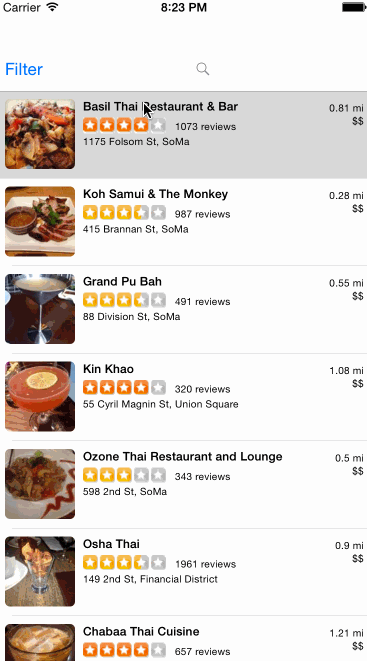 Carrier 8:23 PM
Filter
Basil Thai Restaurant & Bar 0.81 mi
1073 reviews $$
1175 Folsom St, SoMa
Koh Samui & The Monkey 0.28 mi
987 reviews $$
415 Brannan St, SoMa
Grand Pu Bah 0.55 mi
491 reviews $$
88 Division St, SoMa
Kin Khao 1.08 mi
320 reviews $$
55 Cyril Magnin St, Union Square
Ozone Thai Restaurant and Lounge 0.5 mi
343 reviews $$
598 2nd St, SoMa
Osha Thai 0.9 mi
1961 reviews $$
149 2nd St, Financial District
Chabaa Thai Cuisine 1.21 mi
657 reviews $$